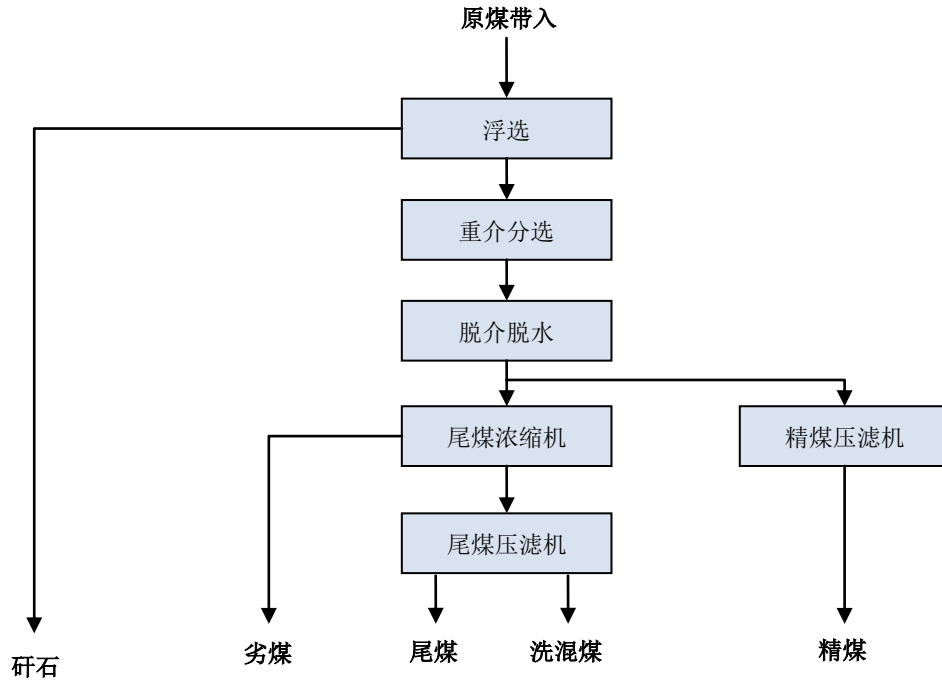 原煤带入
浮选
重介分选
脱介脱水
尾煤浓缩机
精煤压滤机
尾煤压滤机
矸石
劣煤
尾煤
洗混煤
精煤